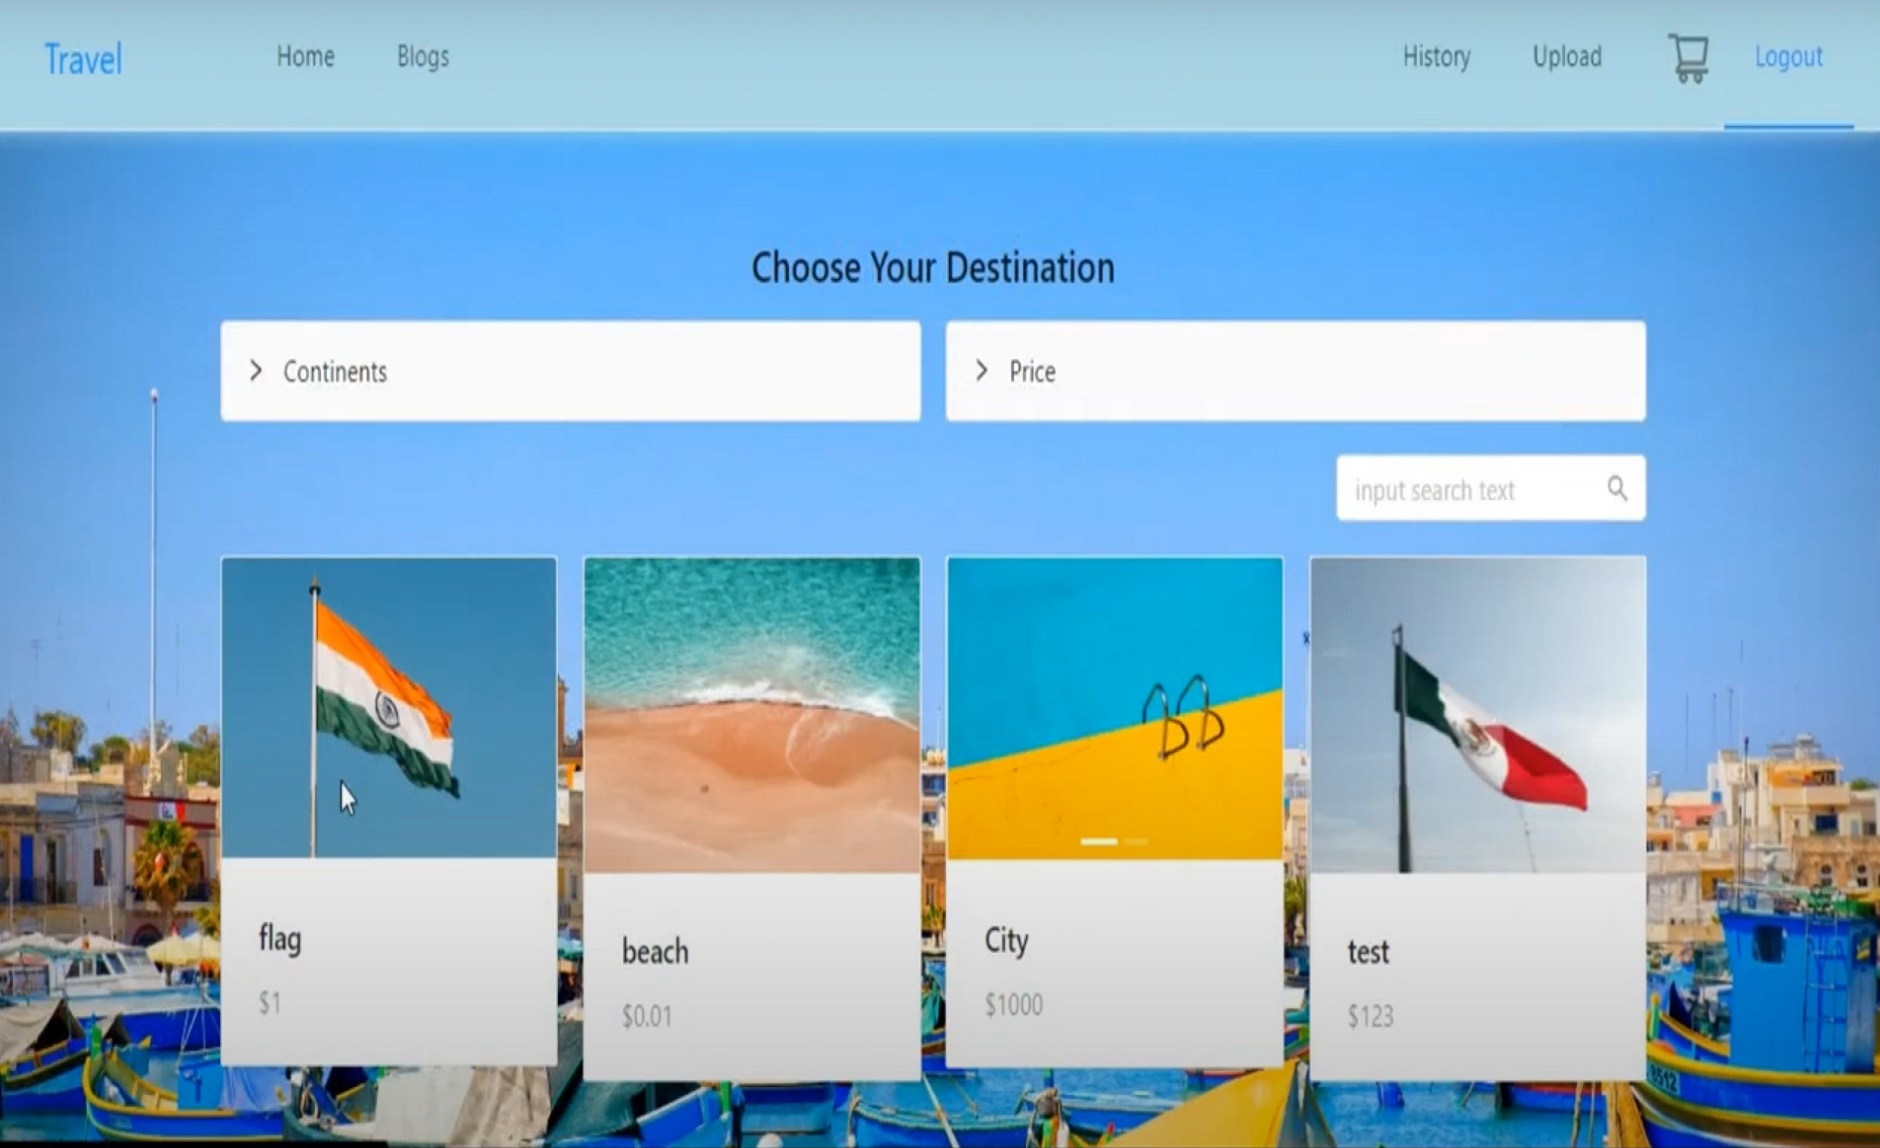 Travel Home Blogs History Upload Logout
Choose Your Destination
Continents
Price
input search text
flag
$1
beach
$0.01
City
$1000
test
$123
8512